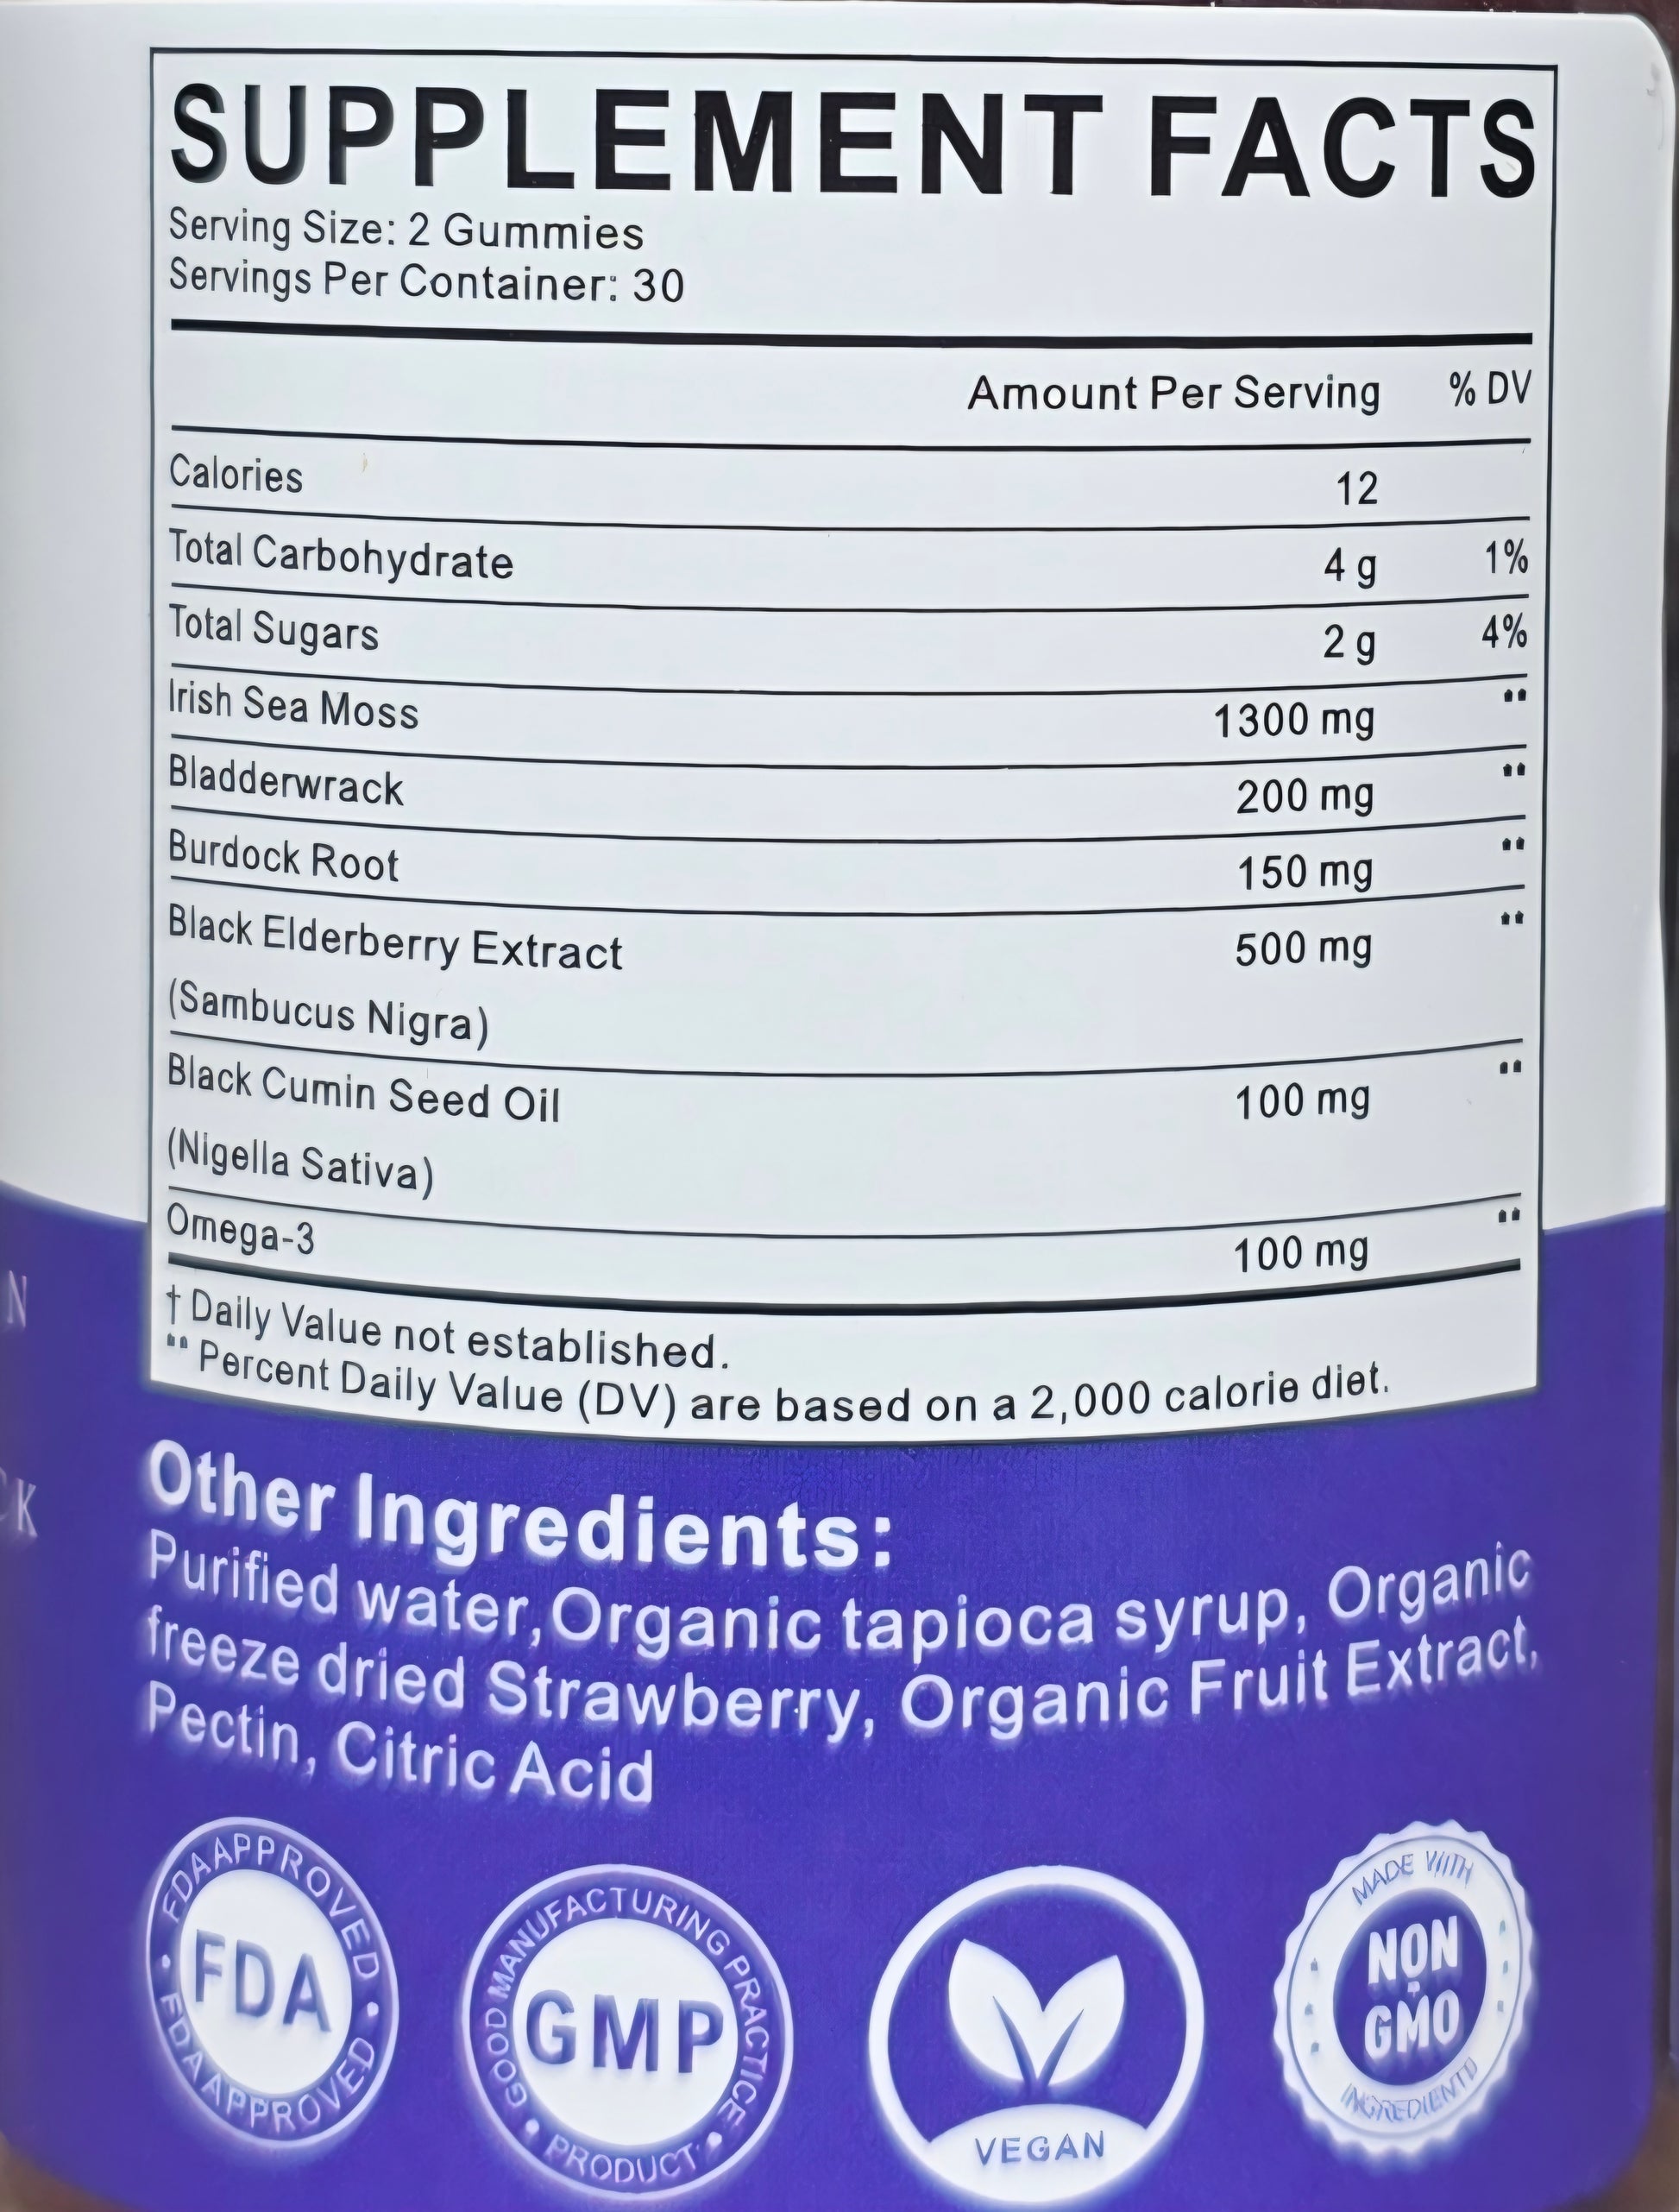 SUPPLEMENT FACTS
Serving Size: 2 Gummies
Servings Per Container: 30
Amount Per Serving % DV
Calories 12
Total Carbohydrate 4 g 1%
Total Sugars 2 g 4%
Irish Sea Moss 1300 mg **
Bladderwrack 200 mg **
Burdock Root 150 mg **
Black Elderberry Extract 500 mg **
(Sambucus Nigra)
Black Cumin Seed Oil 100 mg **
(Nigella Sativa)
Omega-3 100 mg **
† Daily Value not established.
** Percent Daily Value (DV) are based on a 2,000 calorie diet.
N
K
Other Ingredients:
Purified water,Organic tapioca syrup, Organic
freeze dried Strawberry, Organic Fruit Extract,
Pectin, Citric Acid
FDA APPROVED
FDA
FDA APPROVED
GOOD MANUFACTURING PRACTICE
GMP
PRODUCT
VEGAN
MADE WITH
NON
GMO